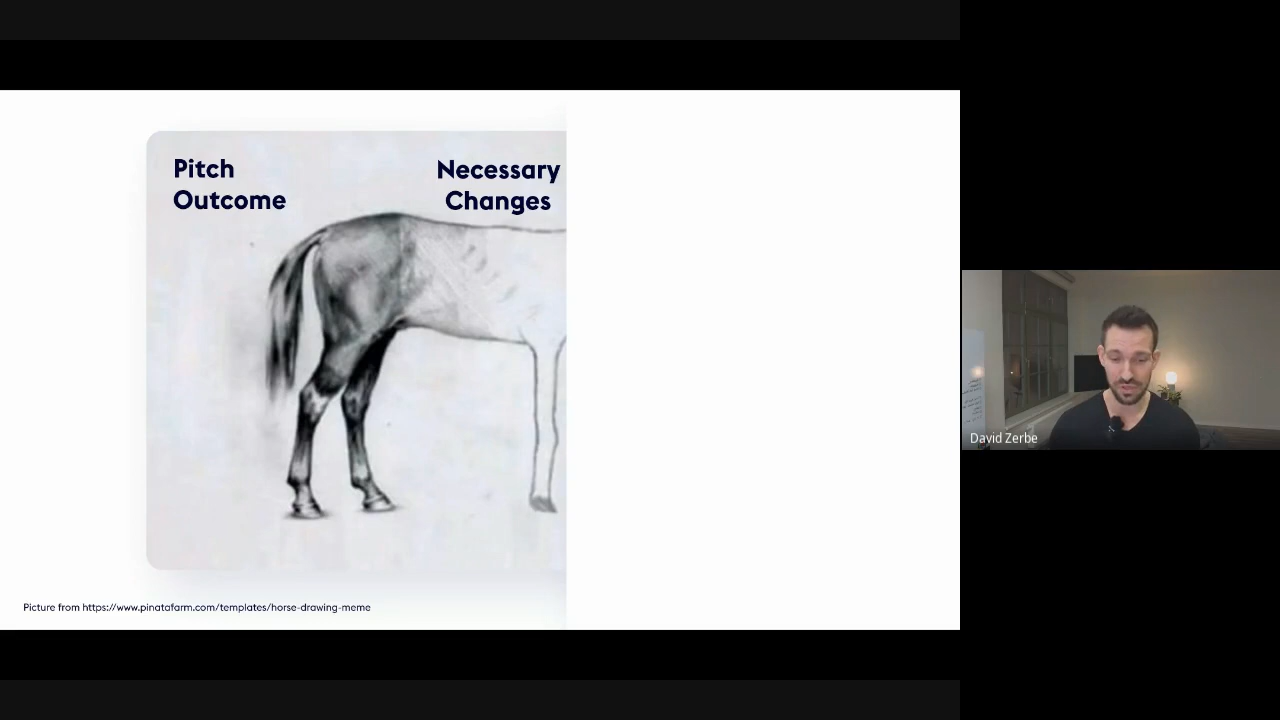 Pitch
Outcome
Necessary
Changes
Picture from https://www.pinatafarm.com/templates/horse-drawing-meme
David Zerbe